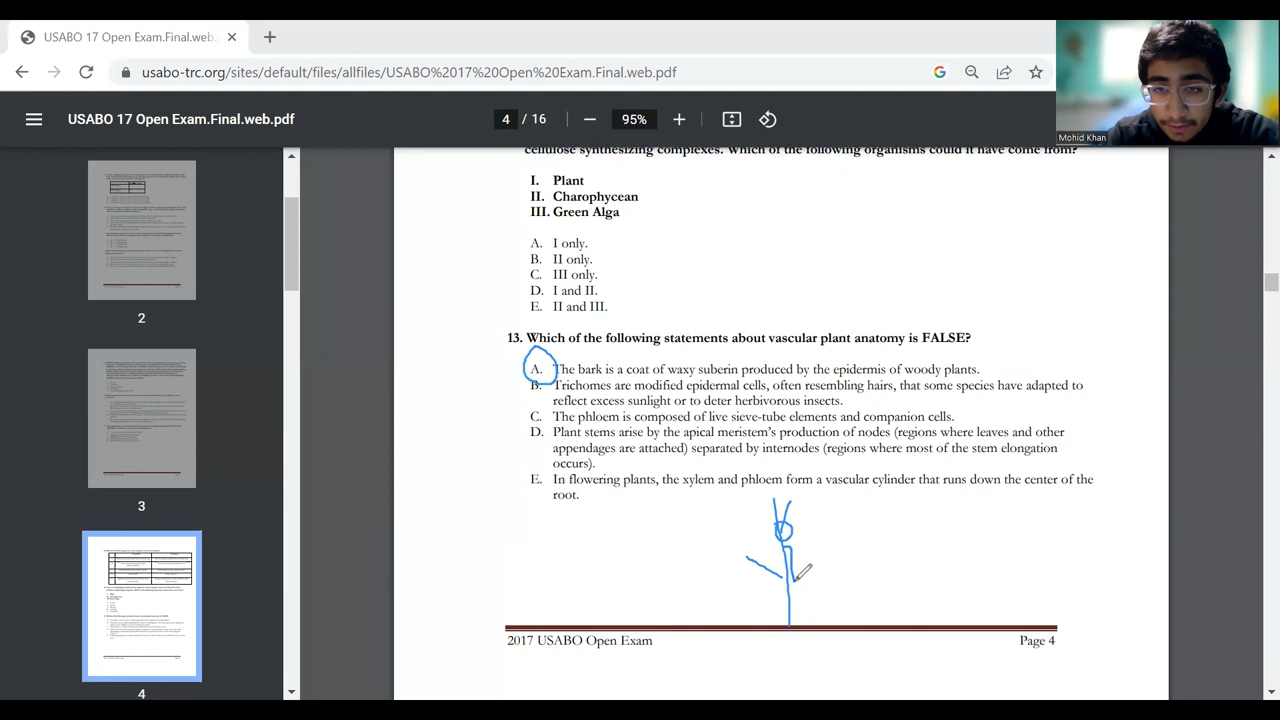 USABO 17 Open Exam.Final.web.
usabo-trc.org/sites/default/files/allfiles/USABO%2017%20Open%20Exam.Final.web.pdf
Mohid Khan
USABO 17 Open Exam.Final.web.pdf
4 / 16
95%
2
3
4
cellulose synthesizing complexes. Which of the following organisms could it have come from?
I. Plant
II. Charophycean
III. Green Alga
A. I only.
B. II only.
C. III only.
D. I and II.
E. II and III.
13. Which of the following statements about vascular plant anatomy is FALSE?
A. The bark is a coat of waxy suberin produced by the epidermis of woody plants.
B. Trichomes are modified epidermal cells, often resembling hairs, that some species have adapted to
reflect excess sunlight or to deter herbivorous insects.
C. The phloem is composed of live sieve-tube elements and companion cells.
D. Plant stems arise by the apical meristem's production of nodes (regions where leaves and other
appendages are attached) separated by internodes (regions where most of the stem elongation
occurs).
E. In flowering plants, the xylem and phloem form a vascular cylinder that runs down the center of the
root.
2017 USABO Open Exam
Page 4